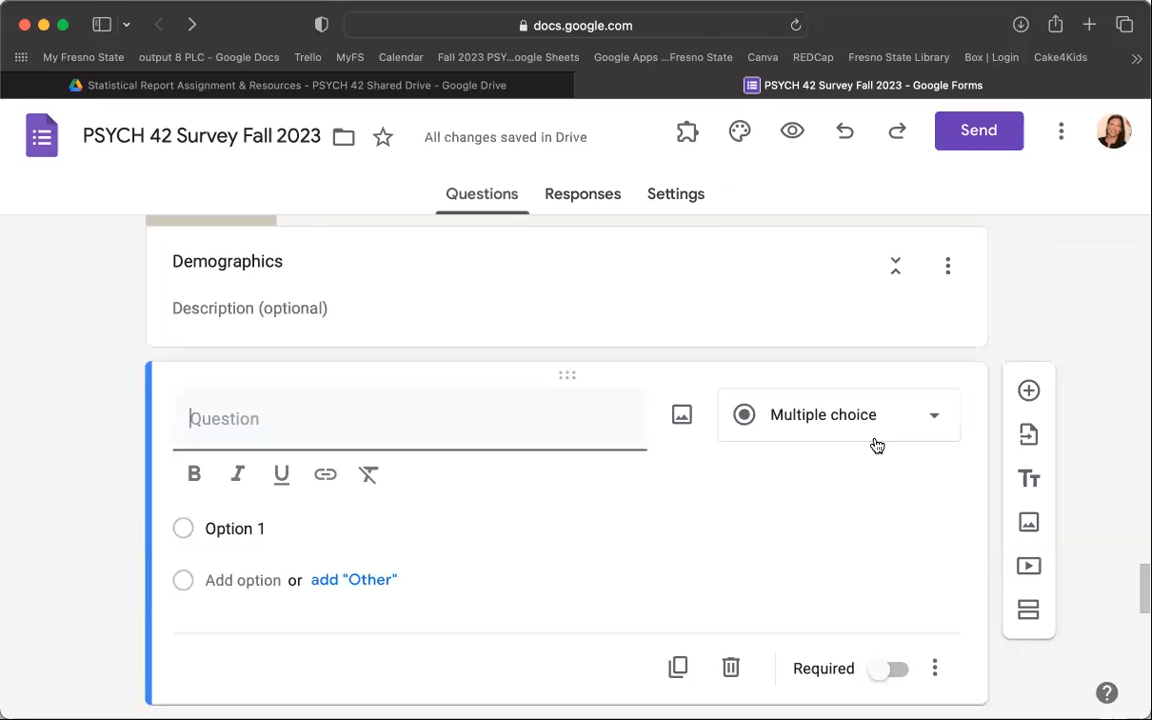 docs.google.com
My Fresno State output 8 PLC - Google Docs Trello MyFS Calendar Fall 2023 PSY...oogle Sheets Google Apps ...Fresno State Canva REDCap Fresno State Library Box | Login Cake4Kids
Statistical Report Assignment & Resources - PSYCH 42 Shared Drive - Google Drive
PSYCH 42 Survey Fall 2023 - Google Forms
PSYCH 42 Survey Fall 2023
All changes saved in Drive
Send
Questions Responses Settings
Demographics
Description (optional)
Question
Multiple choice
B I U
Option 1
Add option or add "Other"
Required
Tт
?